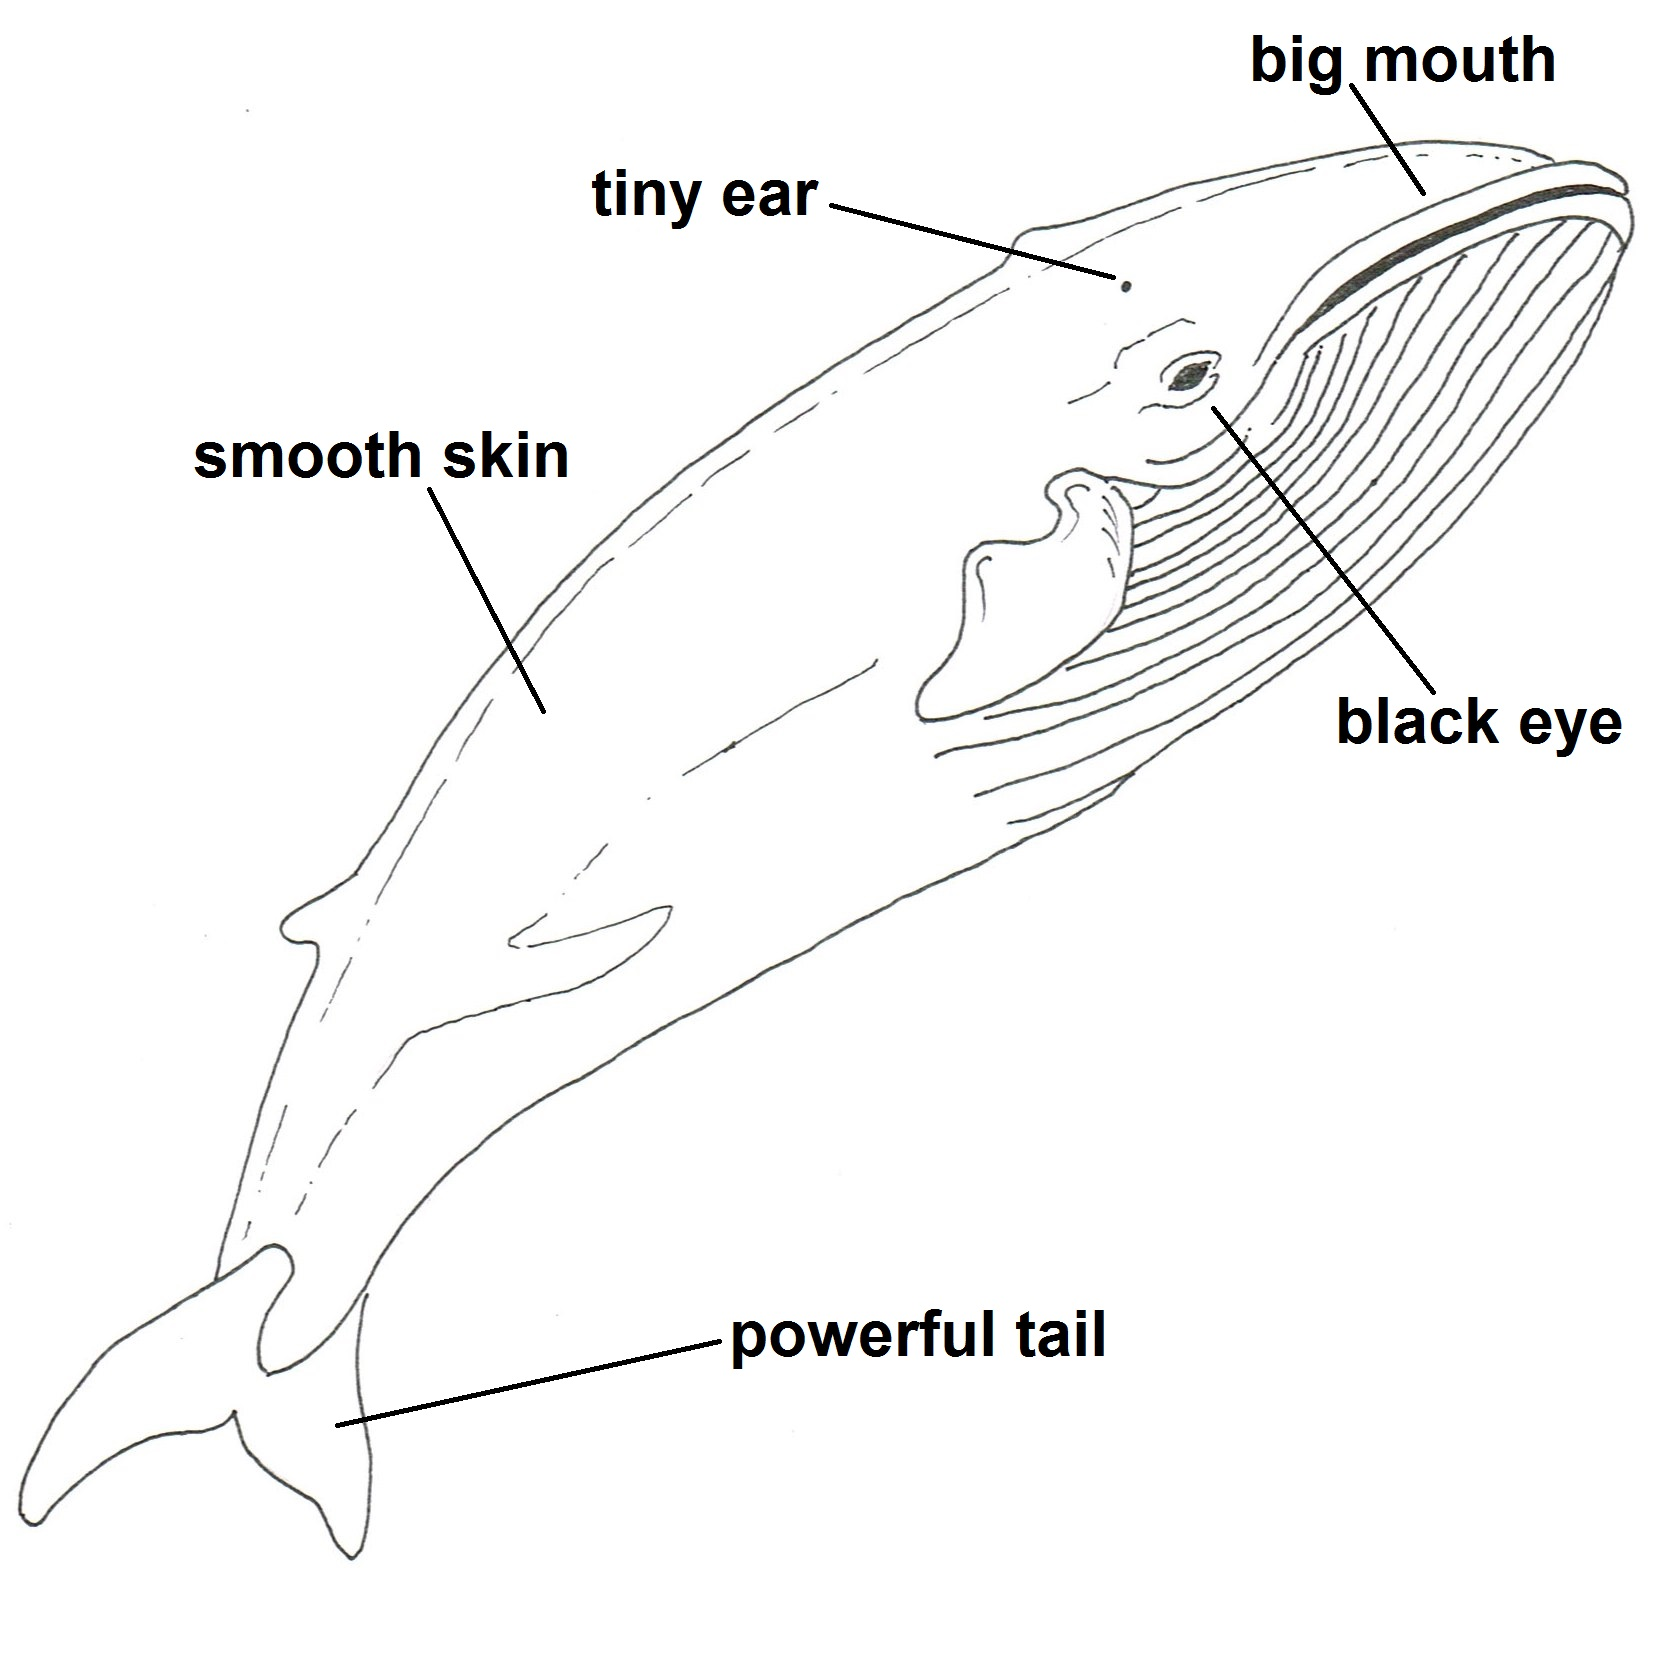 big mouth
tiny ear
smooth skin
black eye
powerful tail